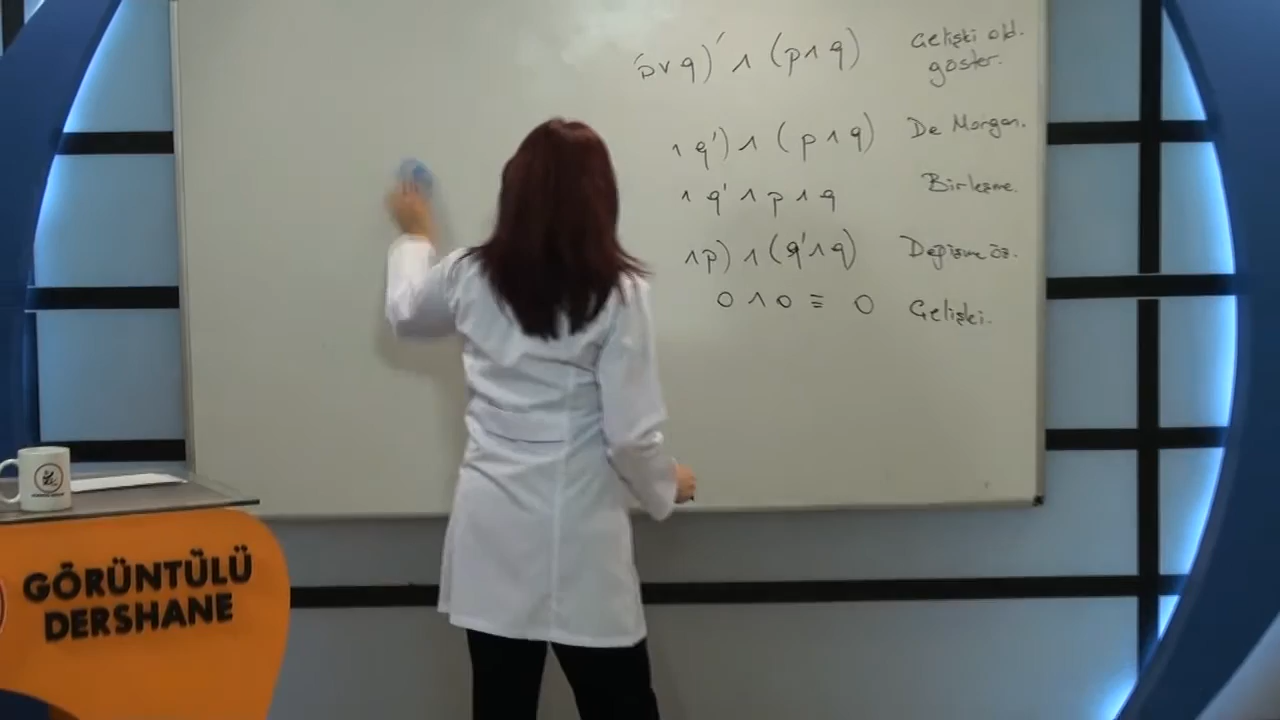 p∨q)′ ∧ (p∧q) Çelişki old.
göster.
∧ q′) ∧ (p∧q) De Morgan.
Birleşme.
∧ q′ ∧ p ∧ q
∧p) ∧ (q′∧q) Değişme öz.
0 ∧ 0 ≡ 0 Çelişki.
GÖRÜNTÜLÜ
DERSHANE